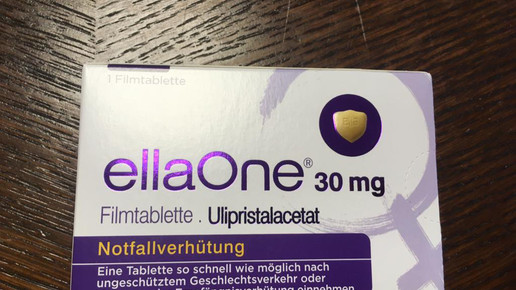 1 Filmtablette
ellaOne® 30 mg
Filmtablette . Ulipristalacetat
Notfallverhütung
Eine Tablette so schnell wie möglich nach
ungeschütztem Geschlechtsverkehr oder